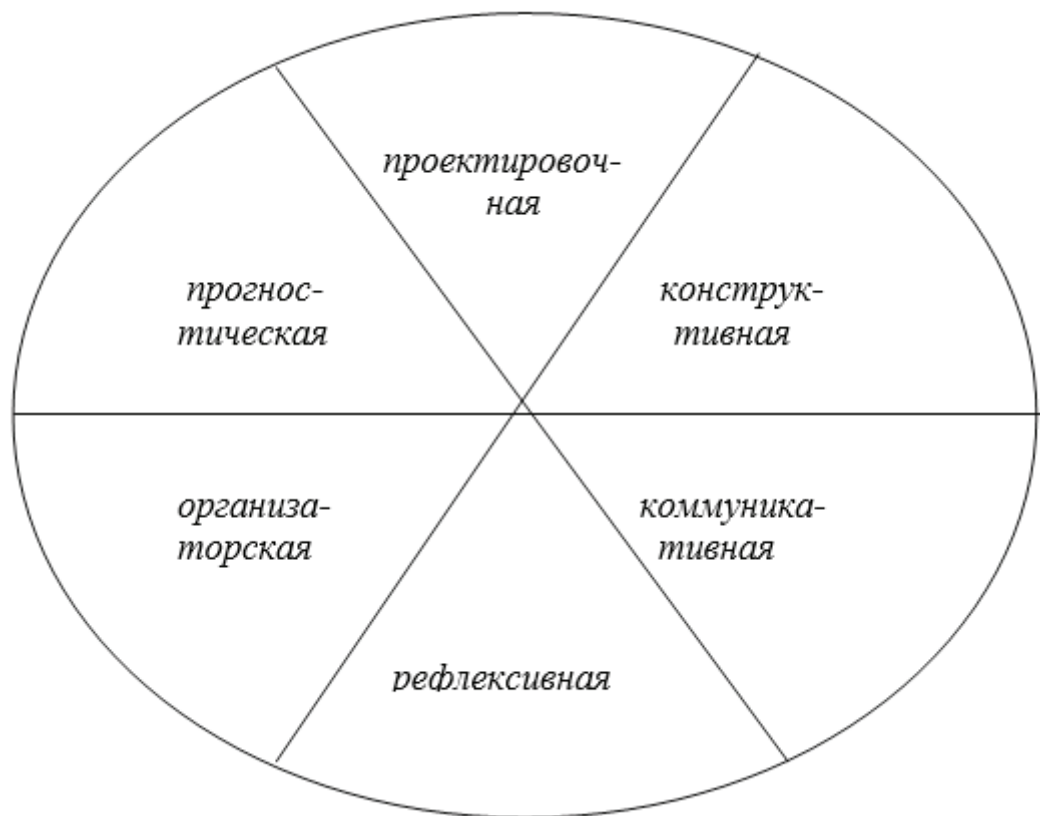 проектировоч-
ная
прогнос-
тическая
конструк-
тивная
организа-
торская
коммуника-
тивная
рефлексивная